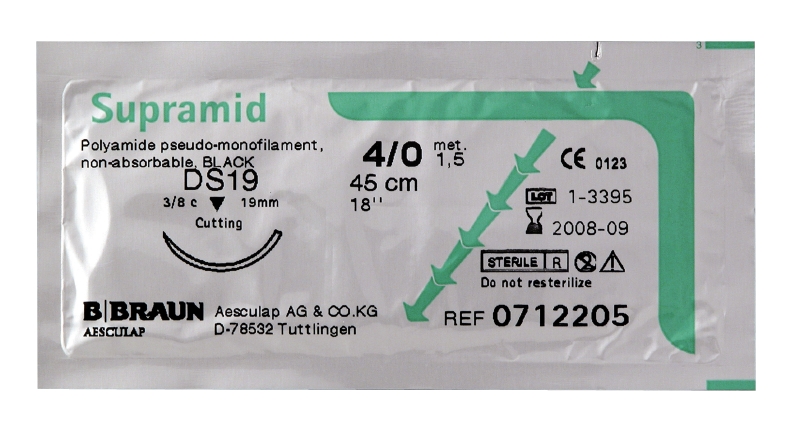 3
Supramid
Polyamide pseudo-monofilament,
non-absorbable, BLACK
DS19
3/8 c 19mm
Cutting
4/0 met.
1,5
45 cm
18''
CE 0123
LOT 1-3395
2008-09
STERILE R 2
Do not resterilize
B|BRAUN
AESCULAP
Aesculap AG & CO.KG
D-78532 Tuttlingen
REF 0712205